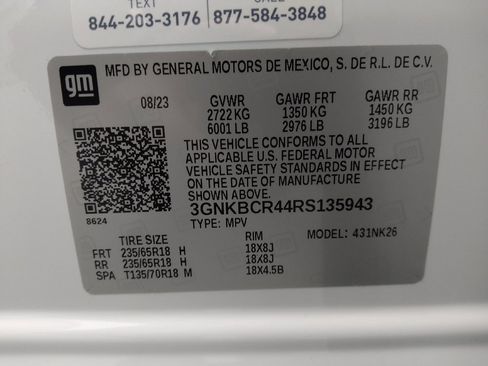 TEXT
844-203-3176 877-584-3848
gm
MFD BY GENERAL MOTORS DE MEXICO, S. DE R.L. DE C.V.
08/23 GVWR GAWR FRT GAWR RR
2722 KG 1350 KG 1450 KG
6001 LB 2976 LB 3196 LB
THIS VEHICLE CONFORMS TO ALL
APPLICABLE U.S. FEDERAL MOTOR
VEHICLE SAFETY AND THEFT PREVENTION
STANDARDS IN EFFECT
ON THE DATE OF MANUFACTURE SHOWN ABOVE.
8624
3GNKBCR44RS135943
TYPE: MPV MODEL: 431NK26
TIRE SIZE RIM
FRT 235/65R18 H 18X8J
RR 235/65R18 H 18X8J
SPA T135/70R18 M 18X4.5B